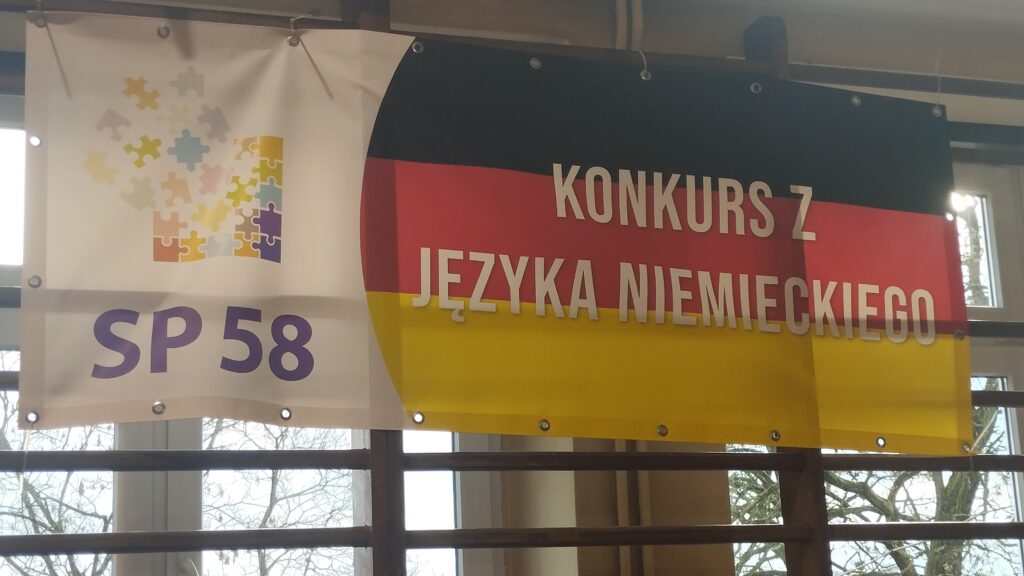 SP 58
KONKURS Z
JĘZYKA NIEMIECKIEGO